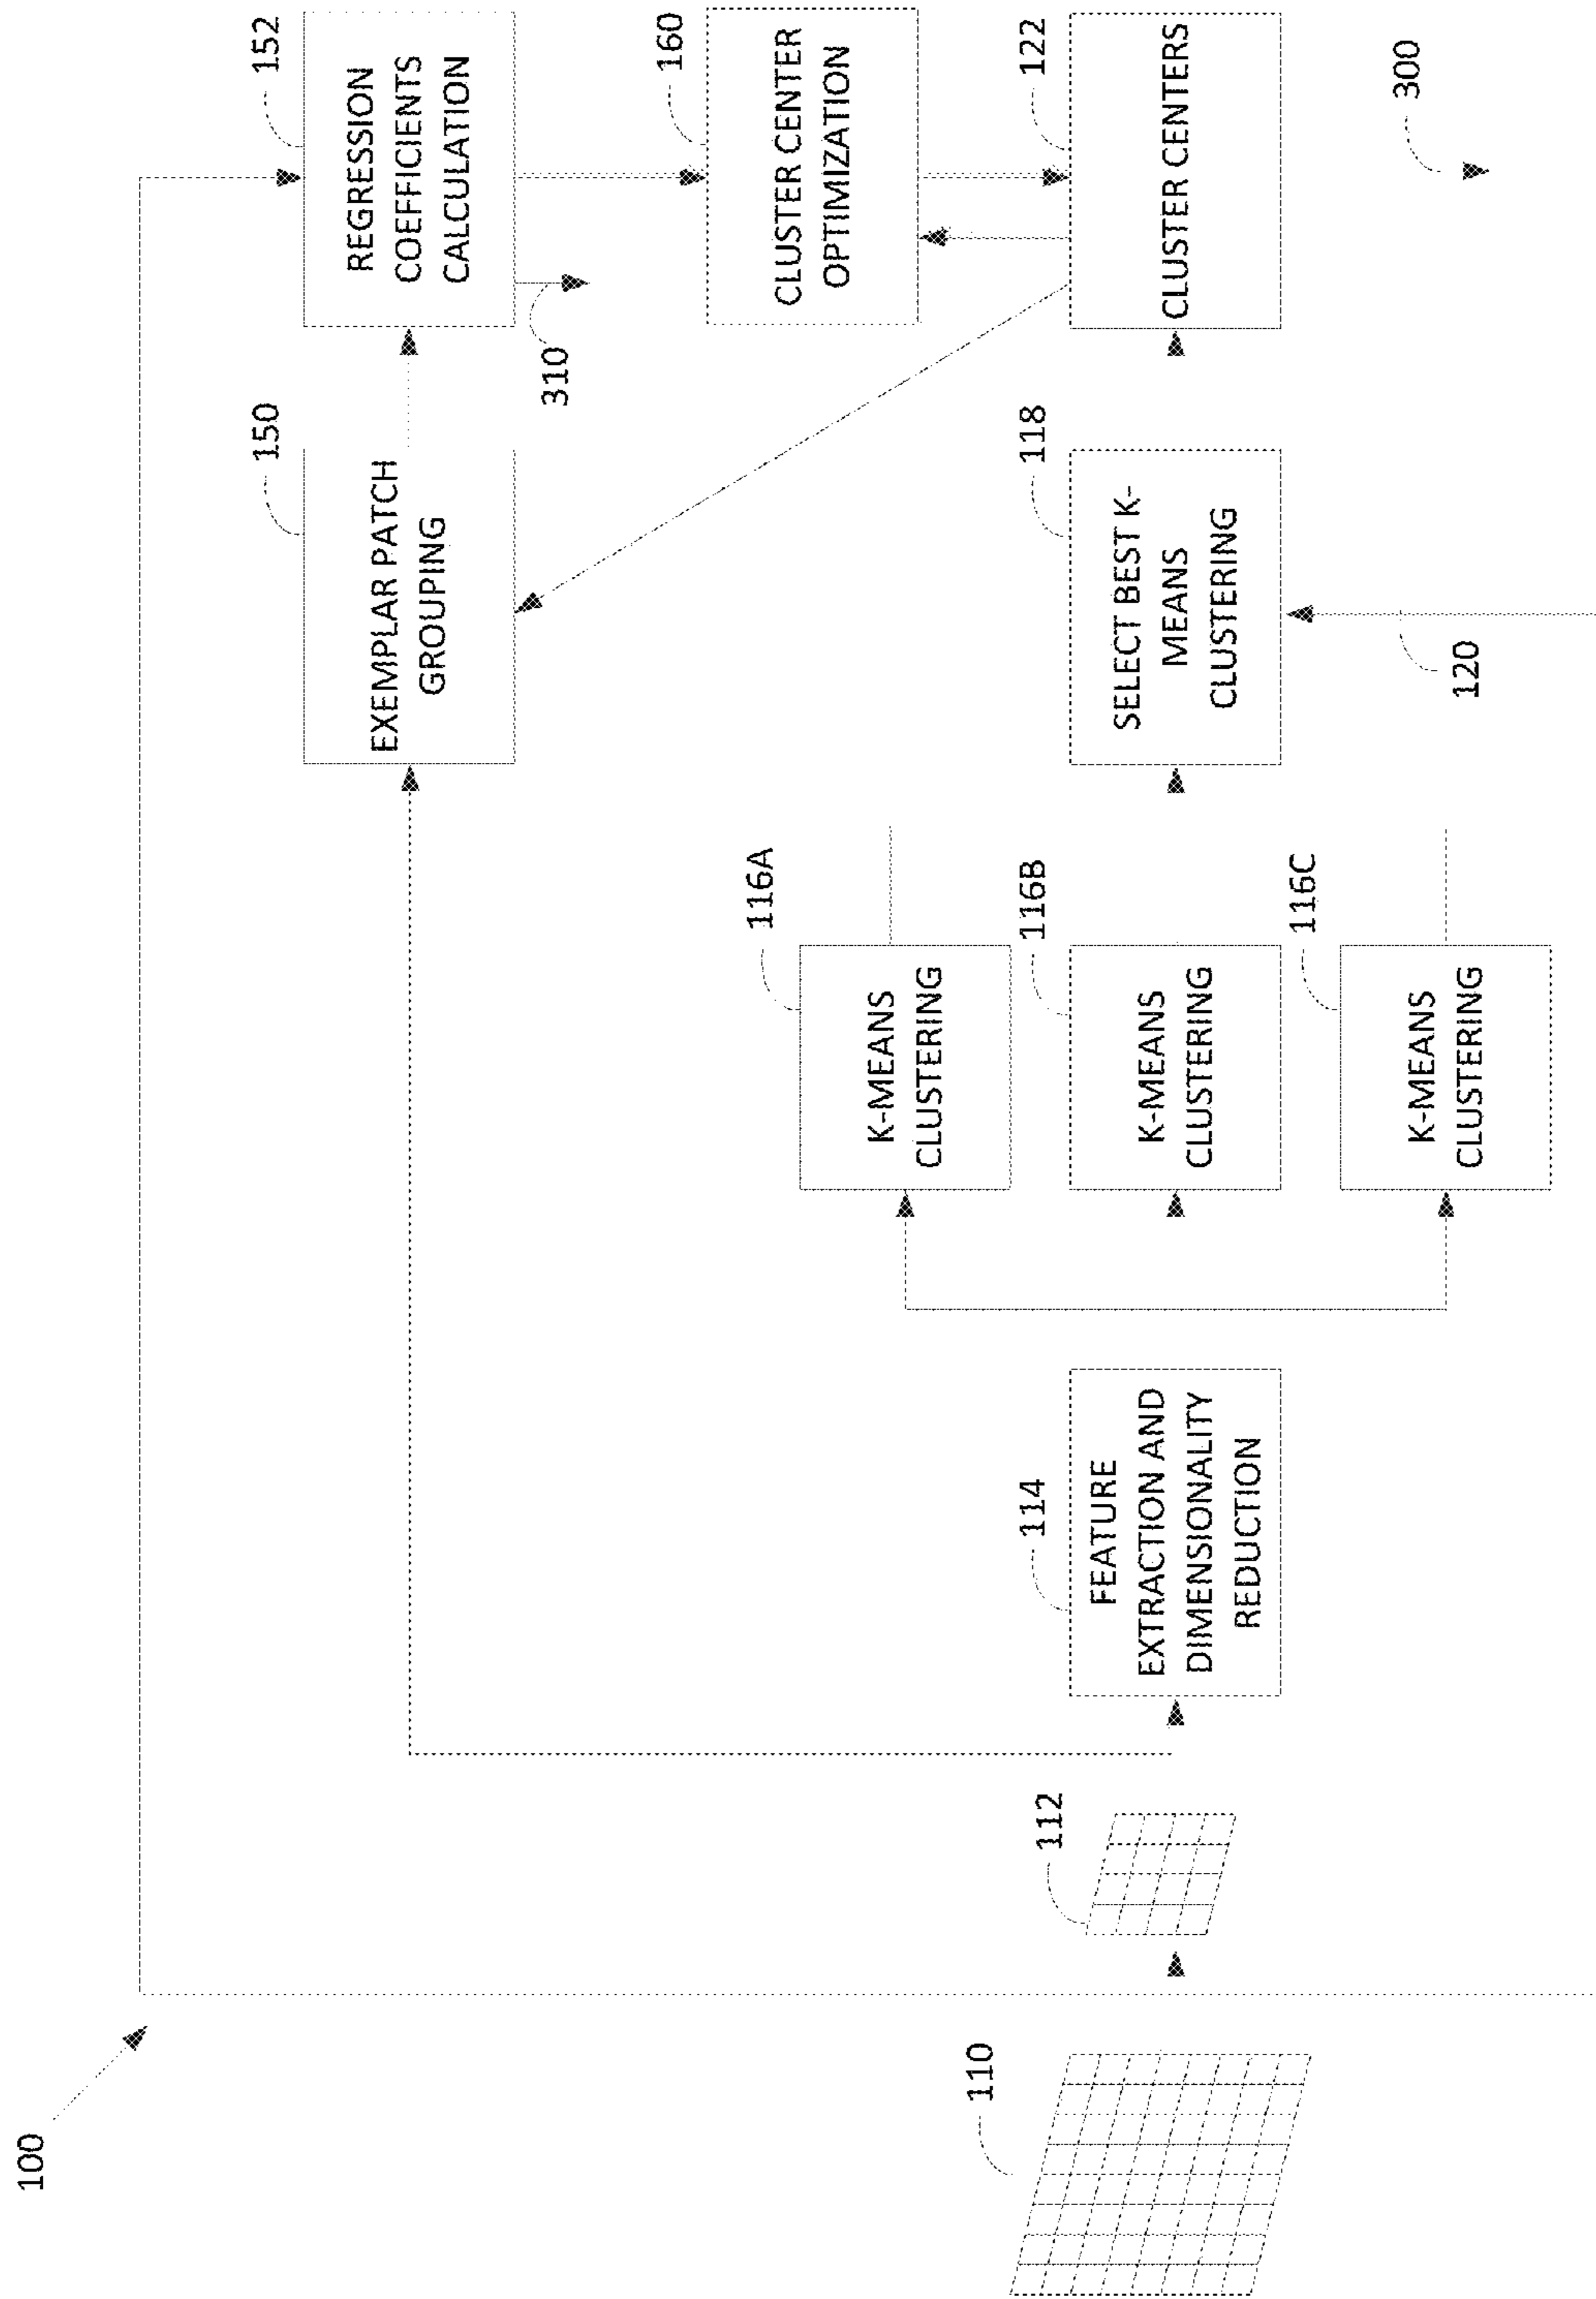 100
110
112
114
FEATURE
EXTRACTION AND
DIMENSIONALITY
REDUCTION
116A
K-MEANS
CLUSTERING
116B
K-MEANS
CLUSTERING
116C
K-MEANS
CLUSTERING
118
SELECT BEST K-
MEANS
CLUSTERING
120
150
EXEMPLAR PATCH
GROUPING
152
REGRESSION
COEFFICIENTS
CALCULATION
310
160
CLUSTER CENTER
OPTIMIZATION
122
CLUSTER CENTERS
300